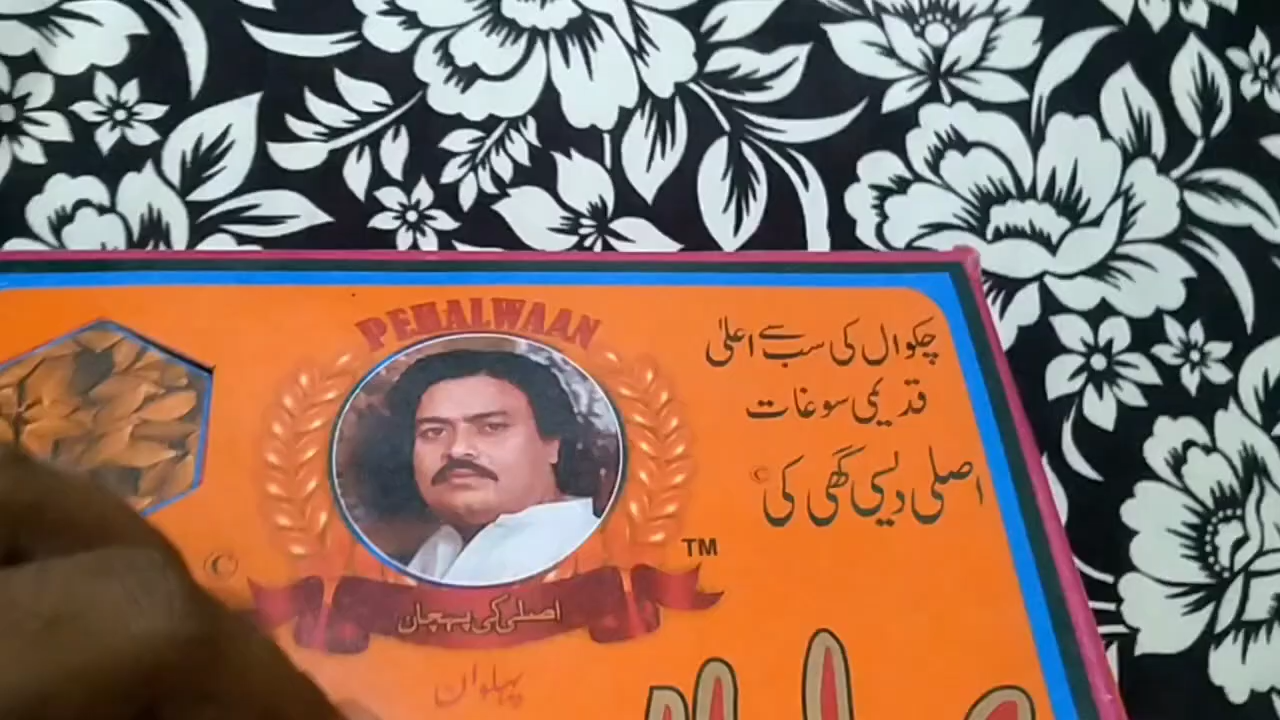 PEHALWAAN
چکوال کی سب سے اعلیٰ
قدیمی سوغات
اصلی دیسی گھی کی
©
TM
©
اصلی کی پہچان
پہلوان